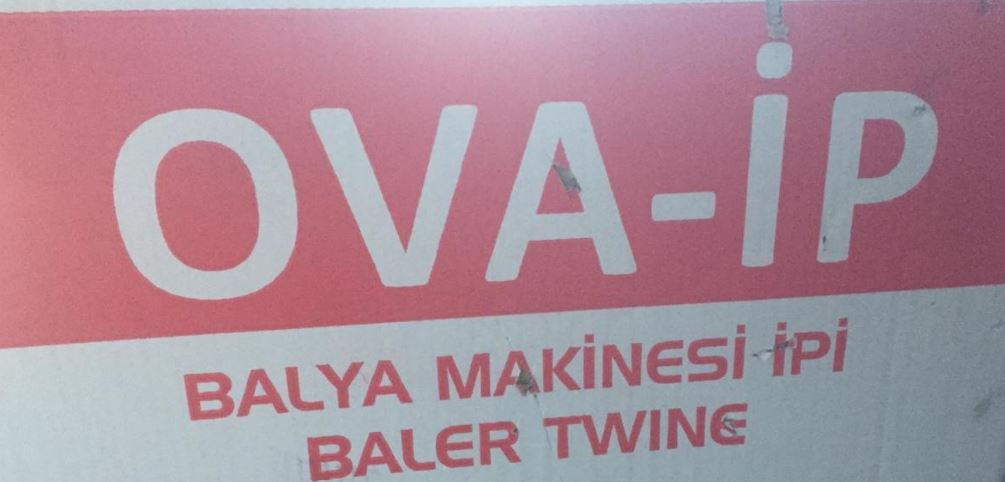 OVA-İP
BALYA MAKİNESİ İPİ
BALER TWINE